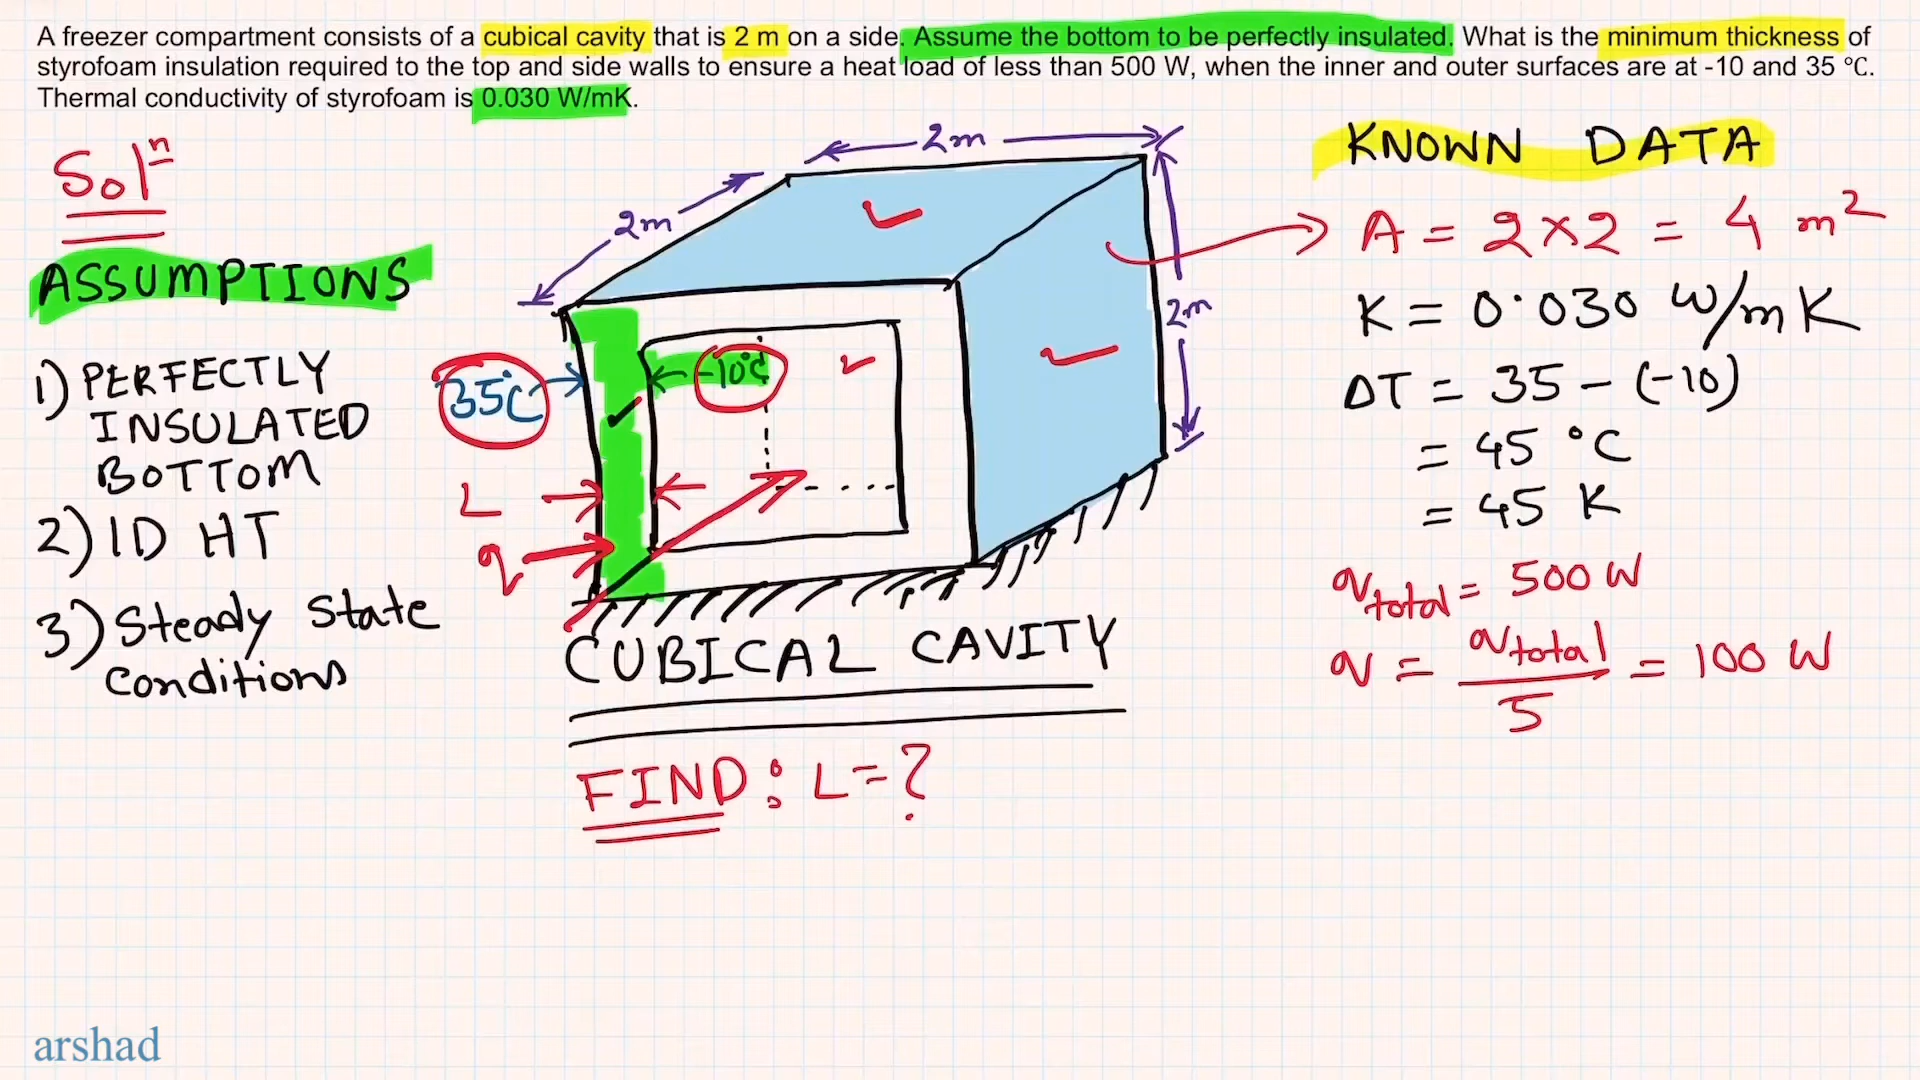 A freezer compartment consists of a cubical cavity that is 2 m on a side. Assume the bottom to be perfectly insulated. What is the minimum thickness of
styrofoam insulation required to the top and side walls to ensure a heat load of less than 500 W, when the inner and outer surfaces are at -10 and 35 °C.
Thermal conductivity of styrofoam is 0.030 W/mK.
Solⁿ
ASSUMPTIONS
1) PERFECTLY
INSULATED
BOTTOM
2) 1D HT
3) Steady State
Conditions
2m
2m
2m
35°C
-10°C
L
q
CUBICAL CAVITY
FIND: L=?
KNOWN DATA
A = 2×2 = 4 m²
K = 0.030 W/mK
ΔT = 35 - (-10)
= 45 °C
= 45 K
q total = 500 W
q = q total / 5 = 100 W
arshad